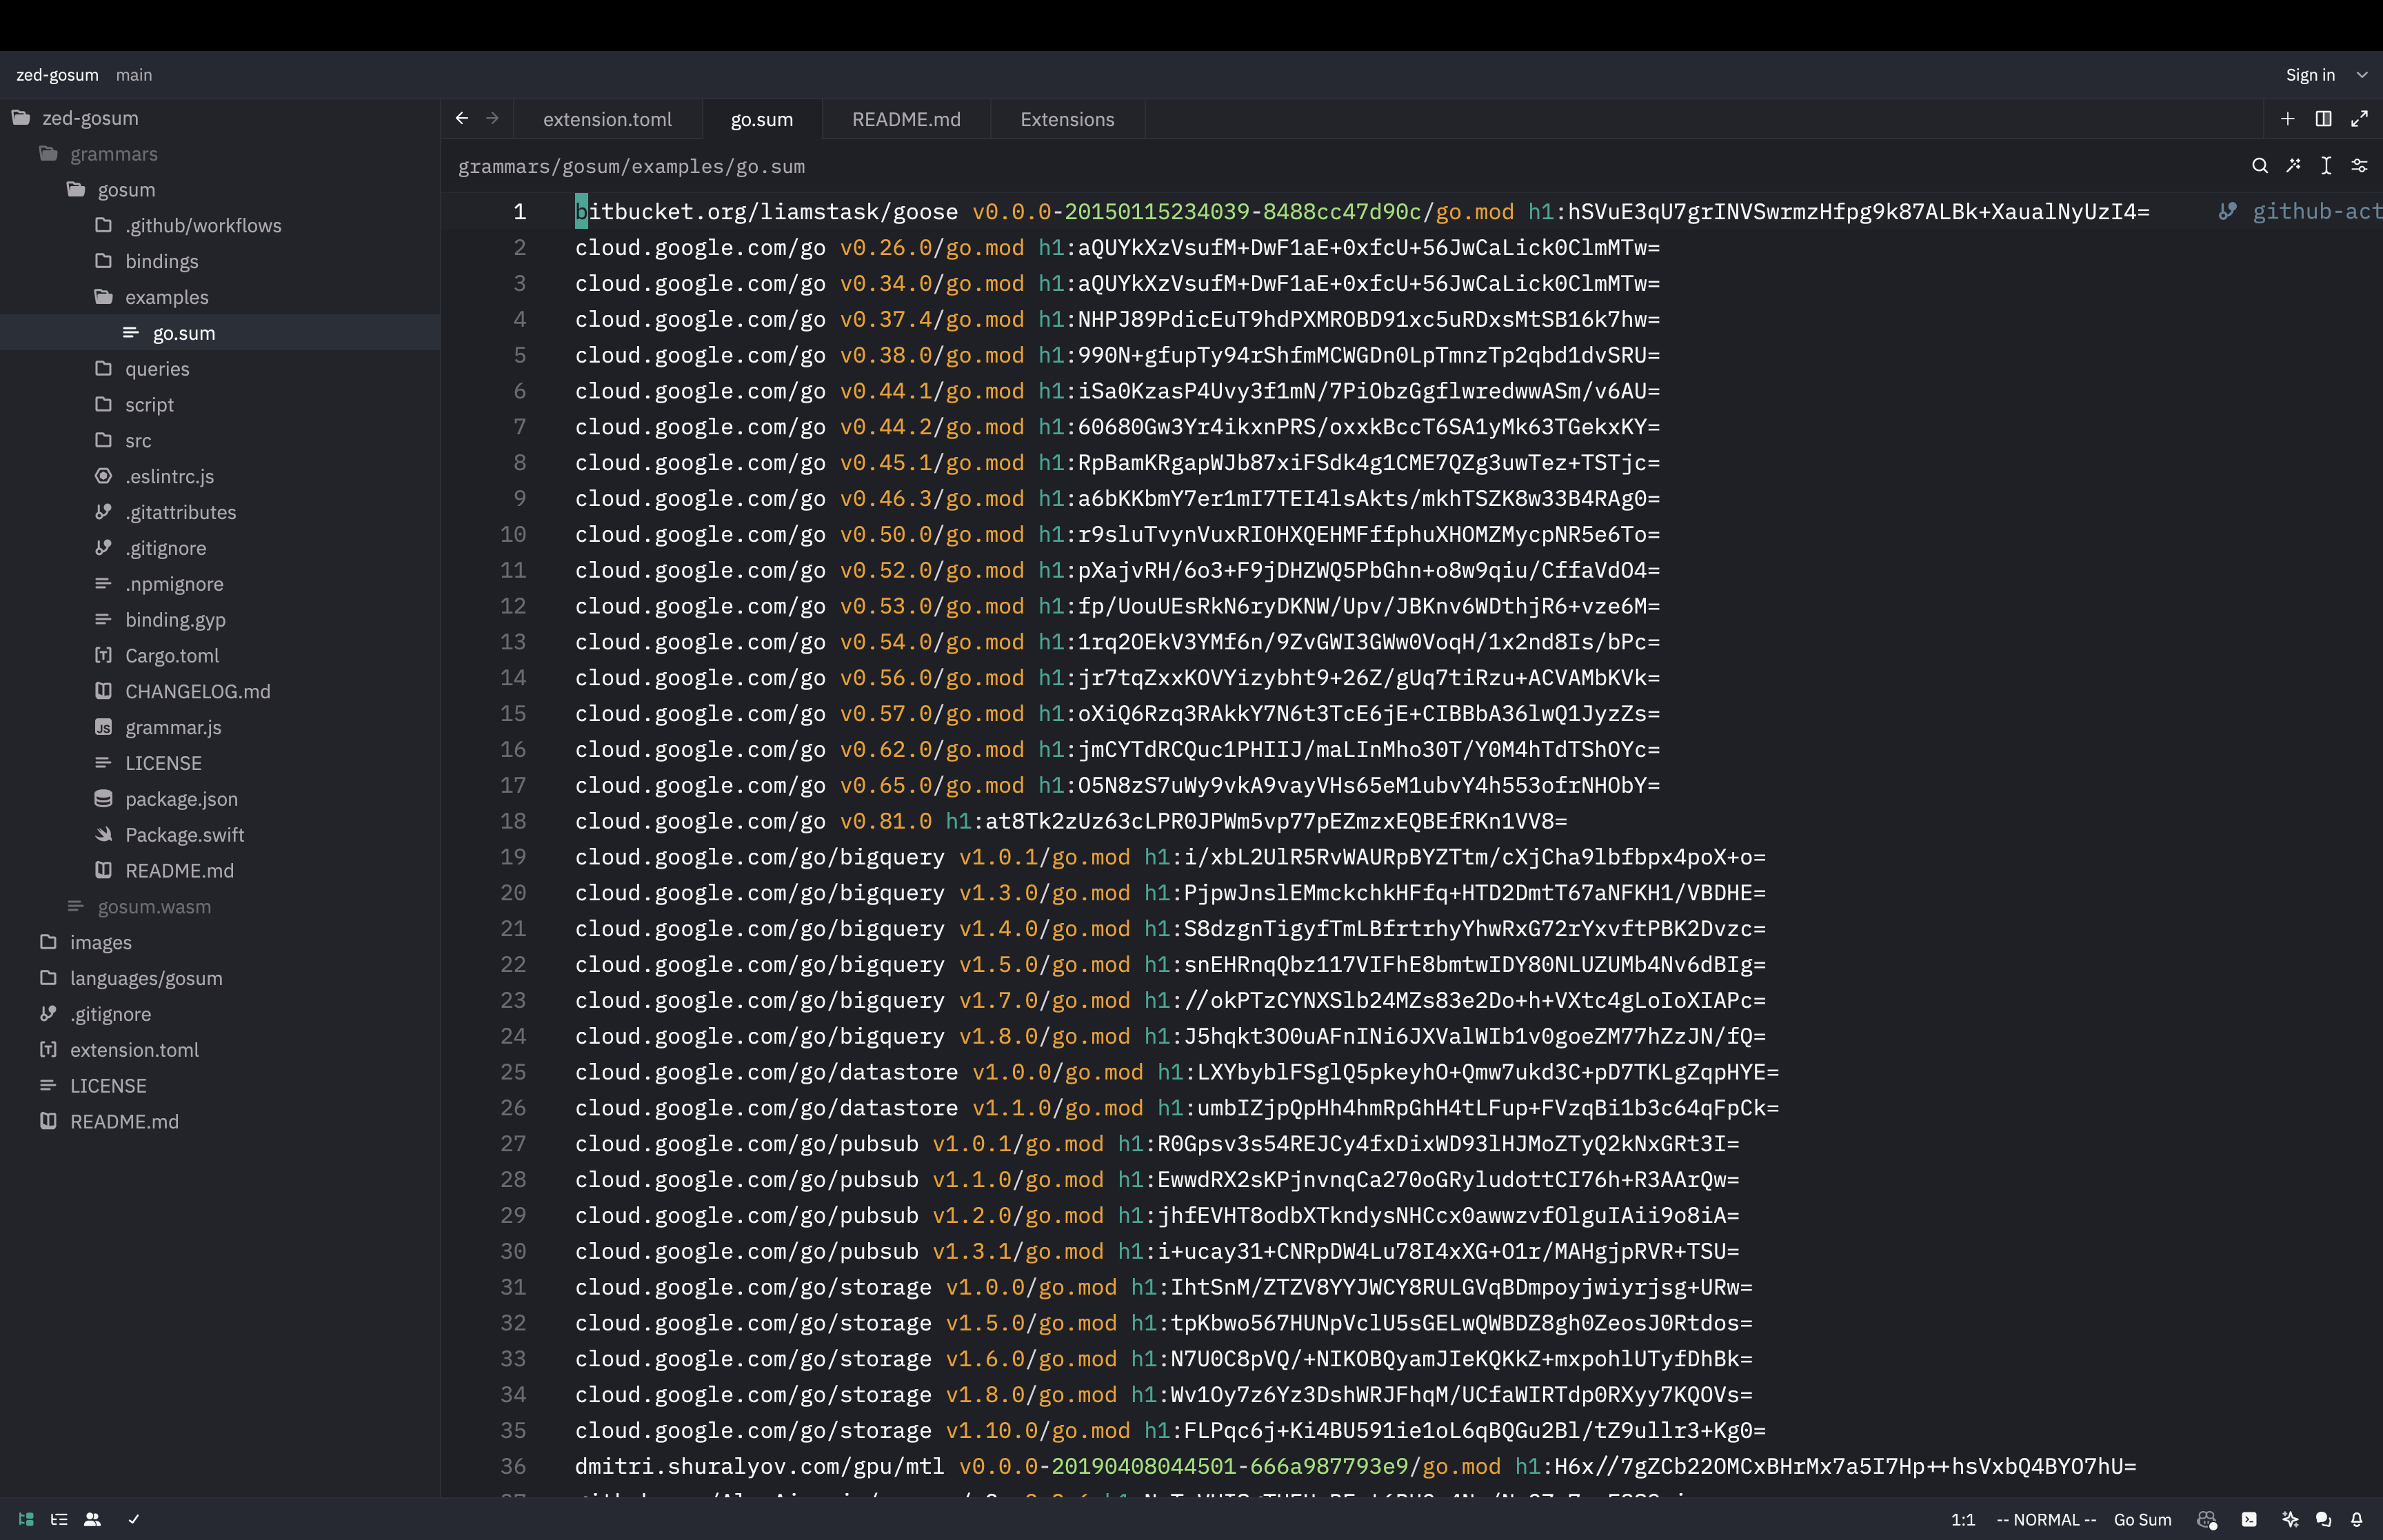 zed-gosum main
Sign in
zed-gosum
grammars
gosum
.github/workflows
bindings
examples
go.sum
queries
script
src
.eslintrc.js
.gitattributes
.gitignore
.npmignore
binding.gyp
Cargo.toml
CHANGELOG.md
grammar.js
LICENSE
package.json
Package.swift
README.md
gosum.wasm
images
languages/gosum
.gitignore
extension.toml
LICENSE
README.md
extension.toml go.sum README.md Extensions
grammars/gosum/examples/go.sum
1 bitbucket.org/liamstask/goose v0.0.0-20150115234039-8488cc47d90c/go.mod h1:hSVuE3qU7grINVSwrmzHfpg9k87ALBk+XaualNyUzI4= github-act
2 cloud.google.com/go v0.26.0/go.mod h1:aQUYkXzVsufM+DwF1aE+0xfcU+56JwCaLick0ClmMTw=
3 cloud.google.com/go v0.34.0/go.mod h1:aQUYkXzVsufM+DwF1aE+0xfcU+56JwCaLick0ClmMTw=
4 cloud.google.com/go v0.37.4/go.mod h1:NHPJ89PdicEuT9hdPXMROBD91xc5uRDxsMtSB16k7hw=
5 cloud.google.com/go v0.38.0/go.mod h1:990N+gfupTy94rShfmMCWGDn0LpTmnzTp2qbd1dvSRU=
6 cloud.google.com/go v0.44.1/go.mod h1:iSa0KzasP4Uvy3f1mN/7PiObzGgflwredwwASm/v6AU=
7 cloud.google.com/go v0.44.2/go.mod h1:60680Gw3Yr4ikxnPRS/oxxkBccT6SA1yMk63TGekxKY=
8 cloud.google.com/go v0.45.1/go.mod h1:RpBamKRgapWJb87xiFSdk4g1CME7QZg3uwTez+TSTjc=
9 cloud.google.com/go v0.46.3/go.mod h1:a6bKKbmY7er1mI7TEI4lsAkts/mkhTSZK8w33B4RAg0=
10 cloud.google.com/go v0.50.0/go.mod h1:r9sluTvynVuxRIOHXQEHMFffphuXHOMZMycpNR5e6To=
11 cloud.google.com/go v0.52.0/go.mod h1:pXajvRH/6o3+F9jDHZWQ5PbGhn+o8w9qiu/CffaVdO4=
12 cloud.google.com/go v0.53.0/go.mod h1:fp/UouUEsRkN6ryDKNW/Upv/JBKnv6WDthjR6+vze6M=
13 cloud.google.com/go v0.54.0/go.mod h1:1rq2OEkV3YMf6n/9ZvGWI3GWw0VoqH/1x2nd8Is/bPc=
14 cloud.google.com/go v0.56.0/go.mod h1:jr7tqZxxKOVYizybht9+26Z/gUq7tiRzu+ACVAMbKVk=
15 cloud.google.com/go v0.57.0/go.mod h1:oXiQ6Rzq3RAkkY7N6t3TcE6jE+CIBBbA36lwQ1JyzZs=
16 cloud.google.com/go v0.62.0/go.mod h1:jmCYTdRCQuc1PHIIJ/maLInMho30T/Y0M4hTdTShOYc=
17 cloud.google.com/go v0.65.0/go.mod h1:O5N8zS7uWy9vkA9vayVHs65eM1ubvY4h553ofrNHObY=
18 cloud.google.com/go v0.81.0 h1:at8Tk2zUz63cLPR0JPWm5vp77pEZmzxEQBEfRKn1VV8=
19 cloud.google.com/go/bigquery v1.0.1/go.mod h1:i/xbL2UlR5RvWAURpBYZTtm/cXjCha9lbfbpx4poX+o=
20 cloud.google.com/go/bigquery v1.3.0/go.mod h1:PjpwJnslEMmckchkHFfq+HTD2DmtT67aNFKH1/VBDHE=
21 cloud.google.com/go/bigquery v1.4.0/go.mod h1:S8dzgnTigyfTmLBfrtrhyYhwRxG72rYxvftPBK2Dvzc=
22 cloud.google.com/go/bigquery v1.5.0/go.mod h1:snEHRnqQbz117VIFhE8bmtwIDY80NLUZUMb4Nv6dBIg=
23 cloud.google.com/go/bigquery v1.7.0/go.mod h1://okPTzCYNXSlb24MZs83e2Do+h+VXtc4gLoIoXIAPc=
24 cloud.google.com/go/bigquery v1.8.0/go.mod h1:J5hqkt3O0uAFnINi6JXValWIb1v0goeZM77hZzJN/fQ=
25 cloud.google.com/go/datastore v1.0.0/go.mod h1:LXYbyblFSglQ5pkeyhO+Qmw7ukd3C+pD7TKLgZqpHYE=
26 cloud.google.com/go/datastore v1.1.0/go.mod h1:umbIZjpQpHh4hmRpGhH4tLFup+FVzqBi1b3c64qFpCk=
27 cloud.google.com/go/pubsub v1.0.1/go.mod h1:R0Gpsv3s54REJCy4fxDixWD93lHJMoZTyQ2kNxGRt3I=
28 cloud.google.com/go/pubsub v1.1.0/go.mod h1:EwwdRX2sKPjnvnqCa270oGRyludottCI76h+R3AArQw=
29 cloud.google.com/go/pubsub v1.2.0/go.mod h1:jhfEVHT8odbXTkndysNHCcx0awwzvfOlguIAii9o8iA=
30 cloud.google.com/go/pubsub v1.3.1/go.mod h1:i+ucay31+CNRpDW4Lu78I4xXG+O1r/MAHgjpRVR+TSU=
31 cloud.google.com/go/storage v1.0.0/go.mod h1:IhtSnM/ZTZV8YYJWCY8RULGVqBDmpoyjwiyrjsg+URw=
32 cloud.google.com/go/storage v1.5.0/go.mod h1:tpKbwo567HUNpVclU5sGELwQWBDZ8gh0ZeosJ0Rtdos=
33 cloud.google.com/go/storage v1.6.0/go.mod h1:N7U0C8pVQ/+NIKOBQyamJIeKQKkZ+mxpohlUTyfDhBk=
34 cloud.google.com/go/storage v1.8.0/go.mod h1:Wv1Oy7z6Yz3DshWRJFhqM/UCfaWIRTdp0RXyy7KQOVs=
35 cloud.google.com/go/storage v1.10.0/go.mod h1:FLPqc6j+Ki4BU591ie1oL6qBQGu2Bl/tZ9ullr3+Kg0=
36 dmitri.shuralyov.com/gpu/mtl v0.0.0-20190408044501-666a987793e9/go.mod h1:H6x//7gZCb22OMCxBHrMx7a5I7Hp++hsVxbQ4BYO7hU=
1:1 -- NORMAL -- Go Sum